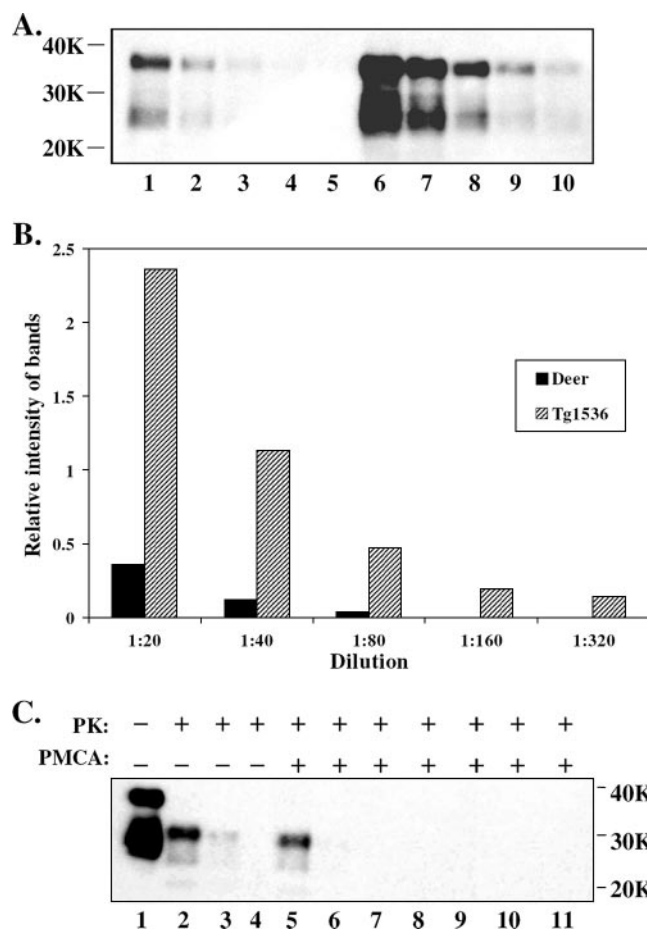 A.
40K
30K
20K
1 2 3 4 5 6 7 8 9 10
B.
Relative intensity of bands
2.5
2
1.5
1
0.5
0
Deer
Tg1536
1:20 1:40 1:80 1:160 1:320
Dilution
C.
PK: – + + + + + + + + + +
PMCA: – – – – + + + + + + +
40K
30K
20K
1 2 3 4 5 6 7 8 9 10 11